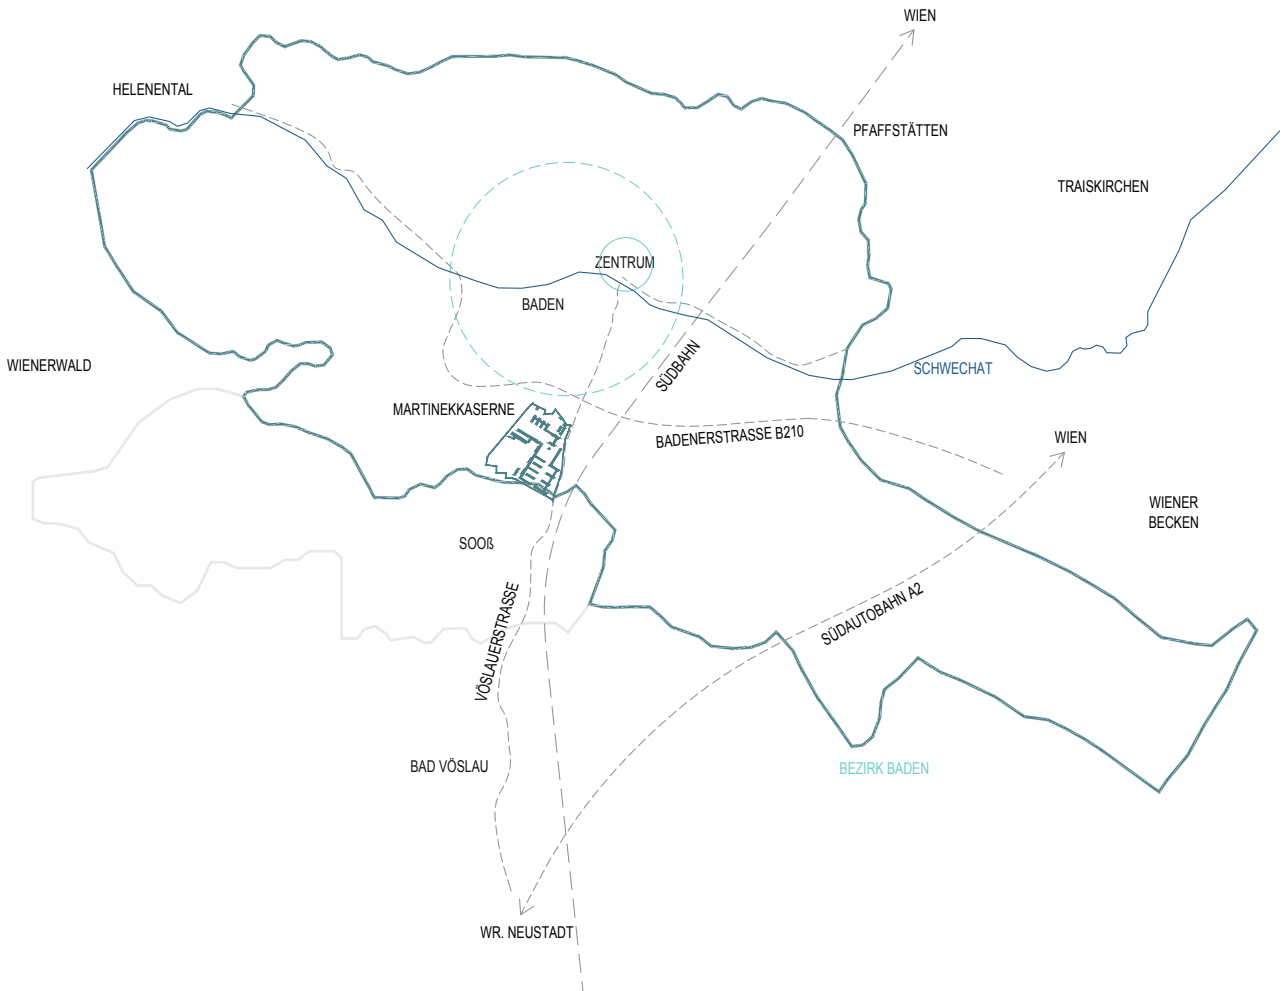 WIEN
HELENENTAL
PFAFFSTÄTTEN
TRAISKIRCHEN
ZENTRUM
BADEN
WIENERWALD
SÜDBAHN
SCHWECHAT
MARTINEKKASERNE
BADENERSTRASSE B210
WIEN
WIENER
BECKEN
SOOß
VÖSLAUERSTRASSE
SÜDAUTOBAHN A2
BAD VÖSLAU
BEZIRK BADEN
WR. NEUSTADT